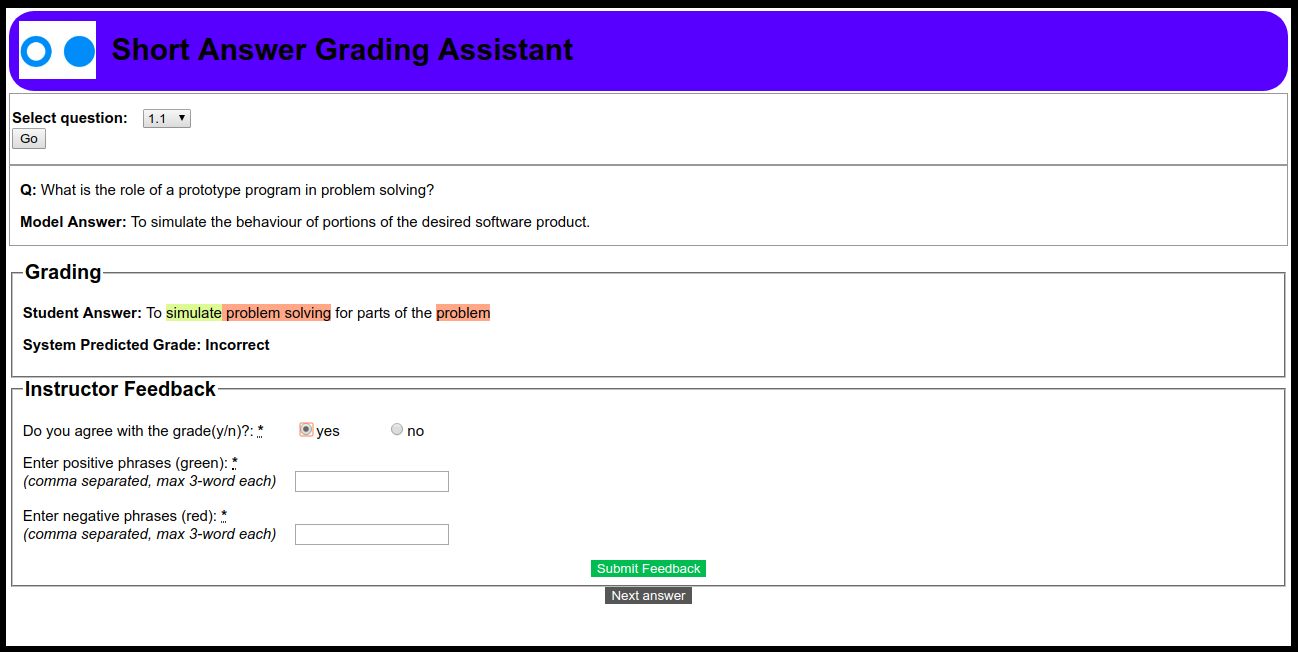 Short Answer Grading Assistant
Select question: 1.1
Go
Q: What is the role of a prototype program in problem solving?
Model Answer: To simulate the behaviour of portions of the desired software product.
Grading
Student Answer: To simulate problem solving for parts of the problem
System Predicted Grade: Incorrect
Instructor Feedback
Do you agree with the grade(y/n)?: * yes no
Enter positive phrases (green): *
(comma separated, max 3-word each)
Enter negative phrases (red): *
(comma separated, max 3-word each)
Submit Feedback
Next answer